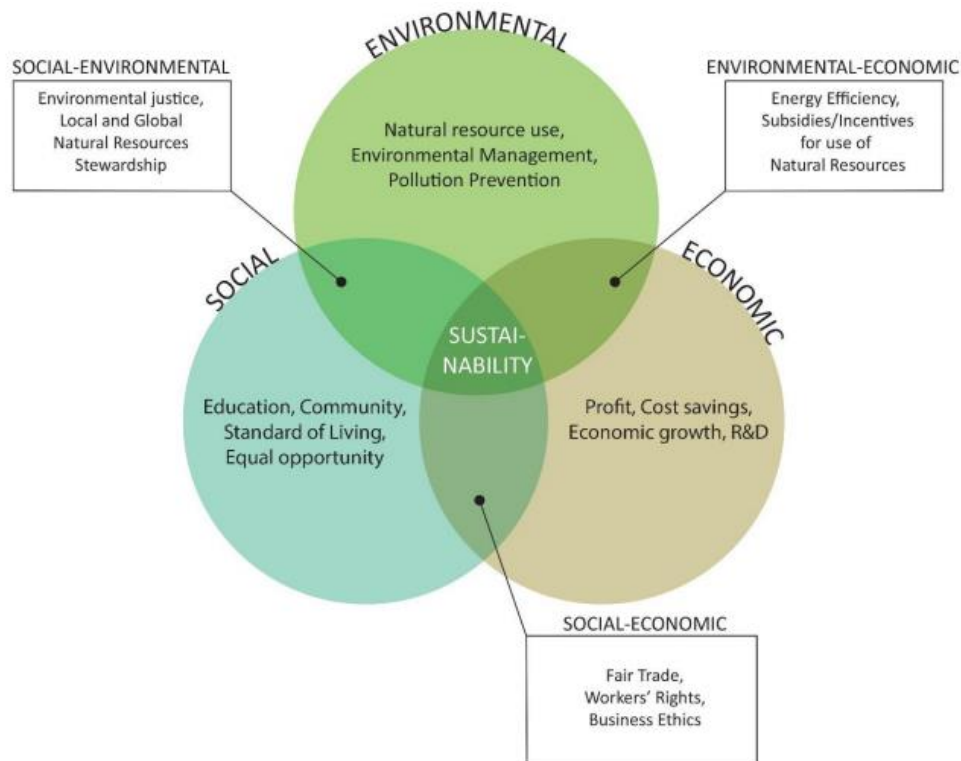 ENVIRONMENTAL
SOCIAL-ENVIRONMENTAL
Environmental justice,
Local and Global
Natural Resources
Stewardship
ENVIRONMENTAL-ECONOMIC
Energy Efficiency,
Subsidies/Incentives
for use of
Natural Resources
Natural resource use,
Environmental Management,
Pollution Prevention
SOCIAL
ECONOMIC
SUSTAI-
NABILITY
Education, Community,
Standard of Living,
Equal opportunity
Profit, Cost savings,
Economic growth, R&D
SOCIAL-ECONOMIC
Fair Trade,
Workers’ Rights,
Business Ethics